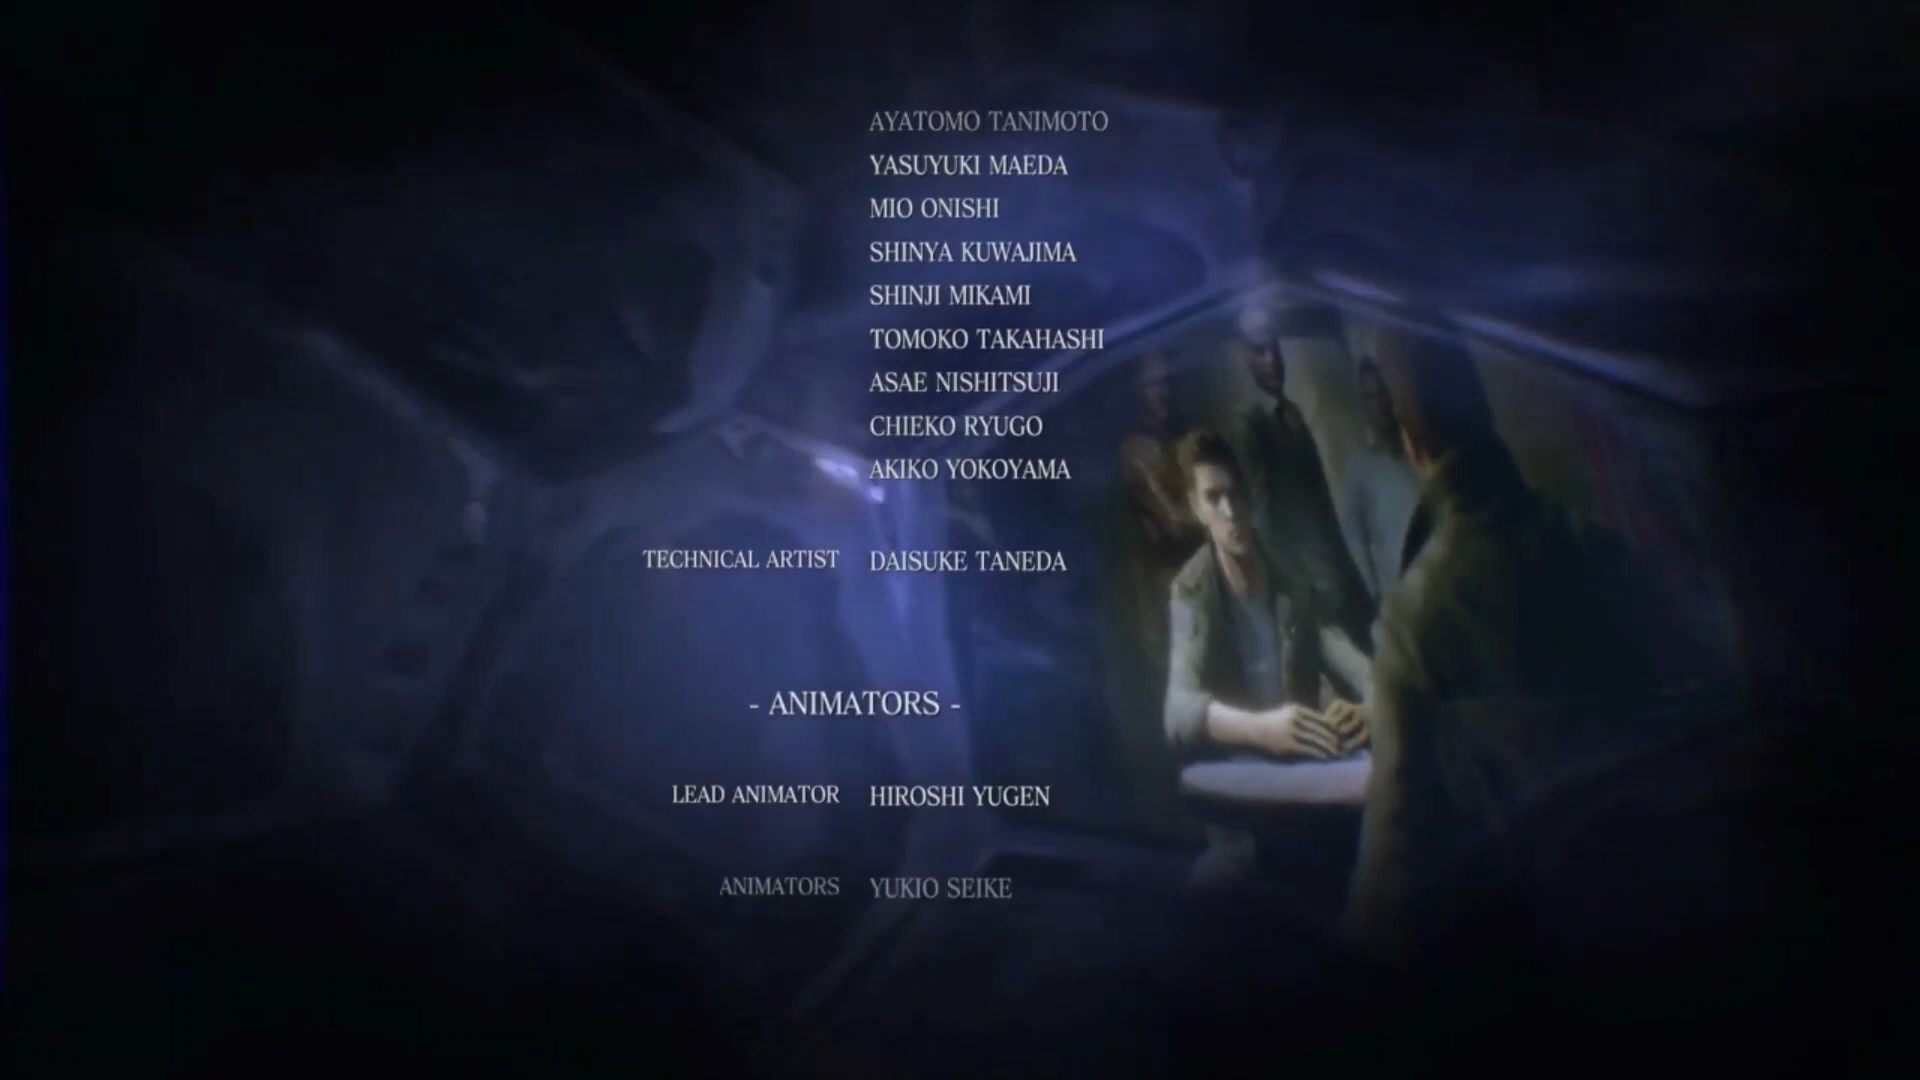 AYATOMO TANIMOTO
YASUYUKI MAEDA
MIO ONISHI
SHINYA KUWAJIMA
SHINJI MIKAMI
TOMOKO TAKAHASHI
ASAE NISHITSUJI
CHIEKO RYUGO
AKIKO YOKOYAMA
TECHNICAL ARTIST DAISUKE TANEDA
- ANIMATORS -
LEAD ANIMATOR HIROSHI YUGEN
ANIMATORS YUKIO SEIKE